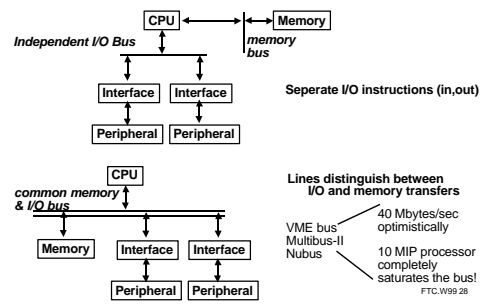 CPU
Memory
Independent I/O Bus
memory
bus
Interface
Interface
Seperate I/O instructions (in,out)
Peripheral
Peripheral
CPU
common memory
& I/O bus
Lines distinguish between
I/O and memory transfers
Memory
Interface
Interface
VME bus
Multibus-II
Nubus
40 Mbytes/sec
optimistically
10 MIP processor
completely
saturates the bus!
Peripheral
Peripheral
FTC.W99 28